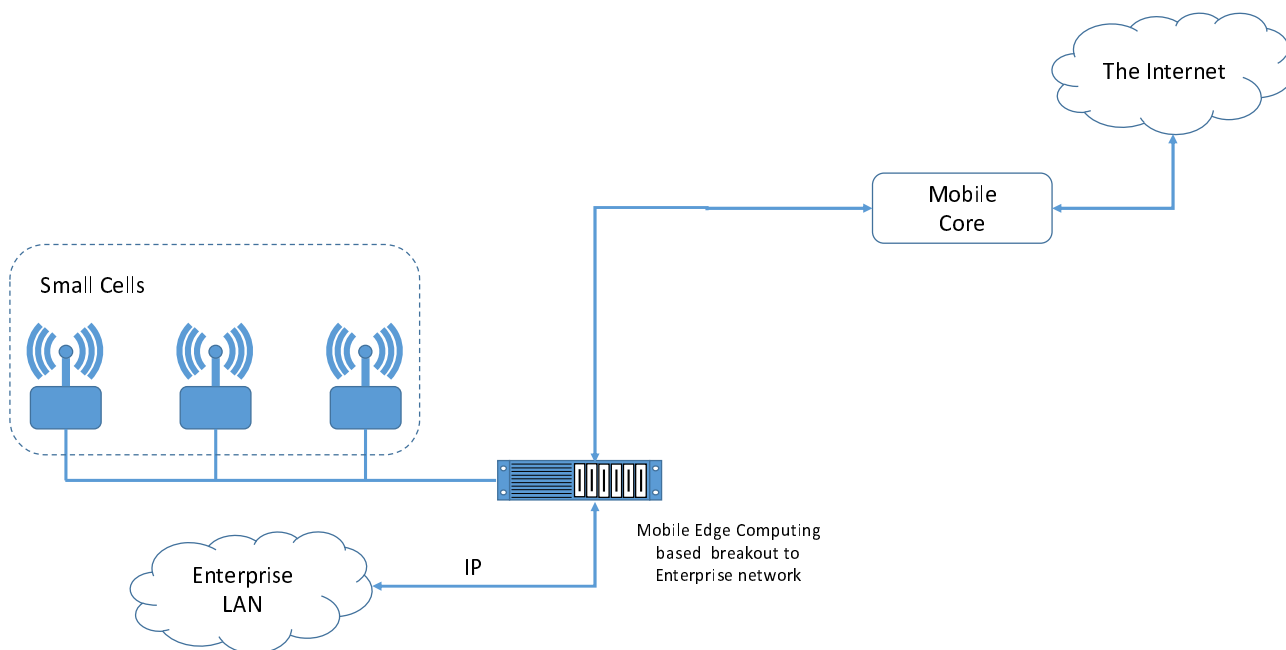 The Internet
Mobile
Core
Small Cells
Mobile Edge Computing
based breakout to
Enterprise network
IP
Enterprise
LAN